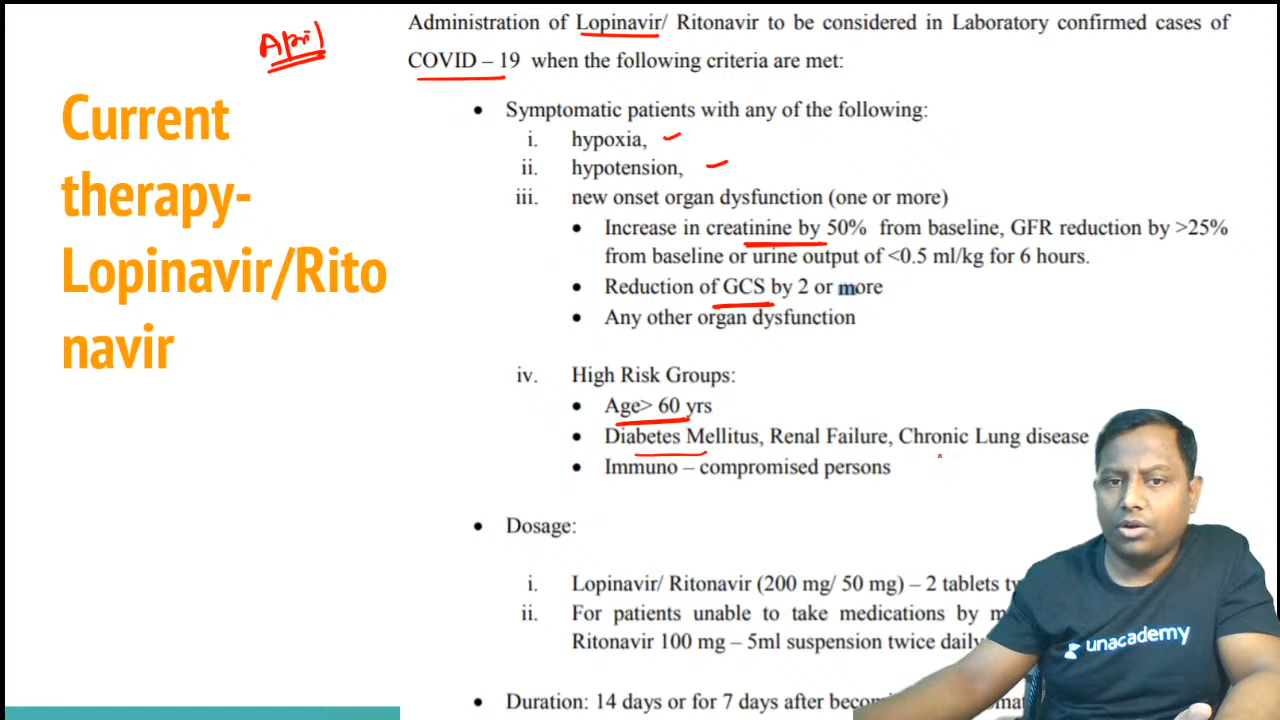 April
Current
therapy-
Lopinavir/Rito
navir
Administration of Lopinavir/ Ritonavir to be considered in Laboratory confirmed cases of
COVID – 19 when the following criteria are met:
• Symptomatic patients with any of the following:
i. hypoxia,
ii. hypotension,
iii. new onset organ dysfunction (one or more)
• Increase in creatinine by 50% from baseline, GFR reduction by >25%
from baseline or urine output of <0.5 ml/kg for 6 hours.
• Reduction of GCS by 2 or more
• Any other organ dysfunction
iv. High Risk Groups:
• Age> 60 yrs
• Diabetes Mellitus, Renal Failure, Chronic Lung disease
• Immuno – compromised persons
• Dosage:
i. Lopinavir/ Ritonavir (200 mg/ 50 mg) – 2 tablets
ii. For patients unable to take medications by
Ritonavir 100 mg – 5ml suspension twice daily
• Duration: 14 days or for 7 days after
unacademy